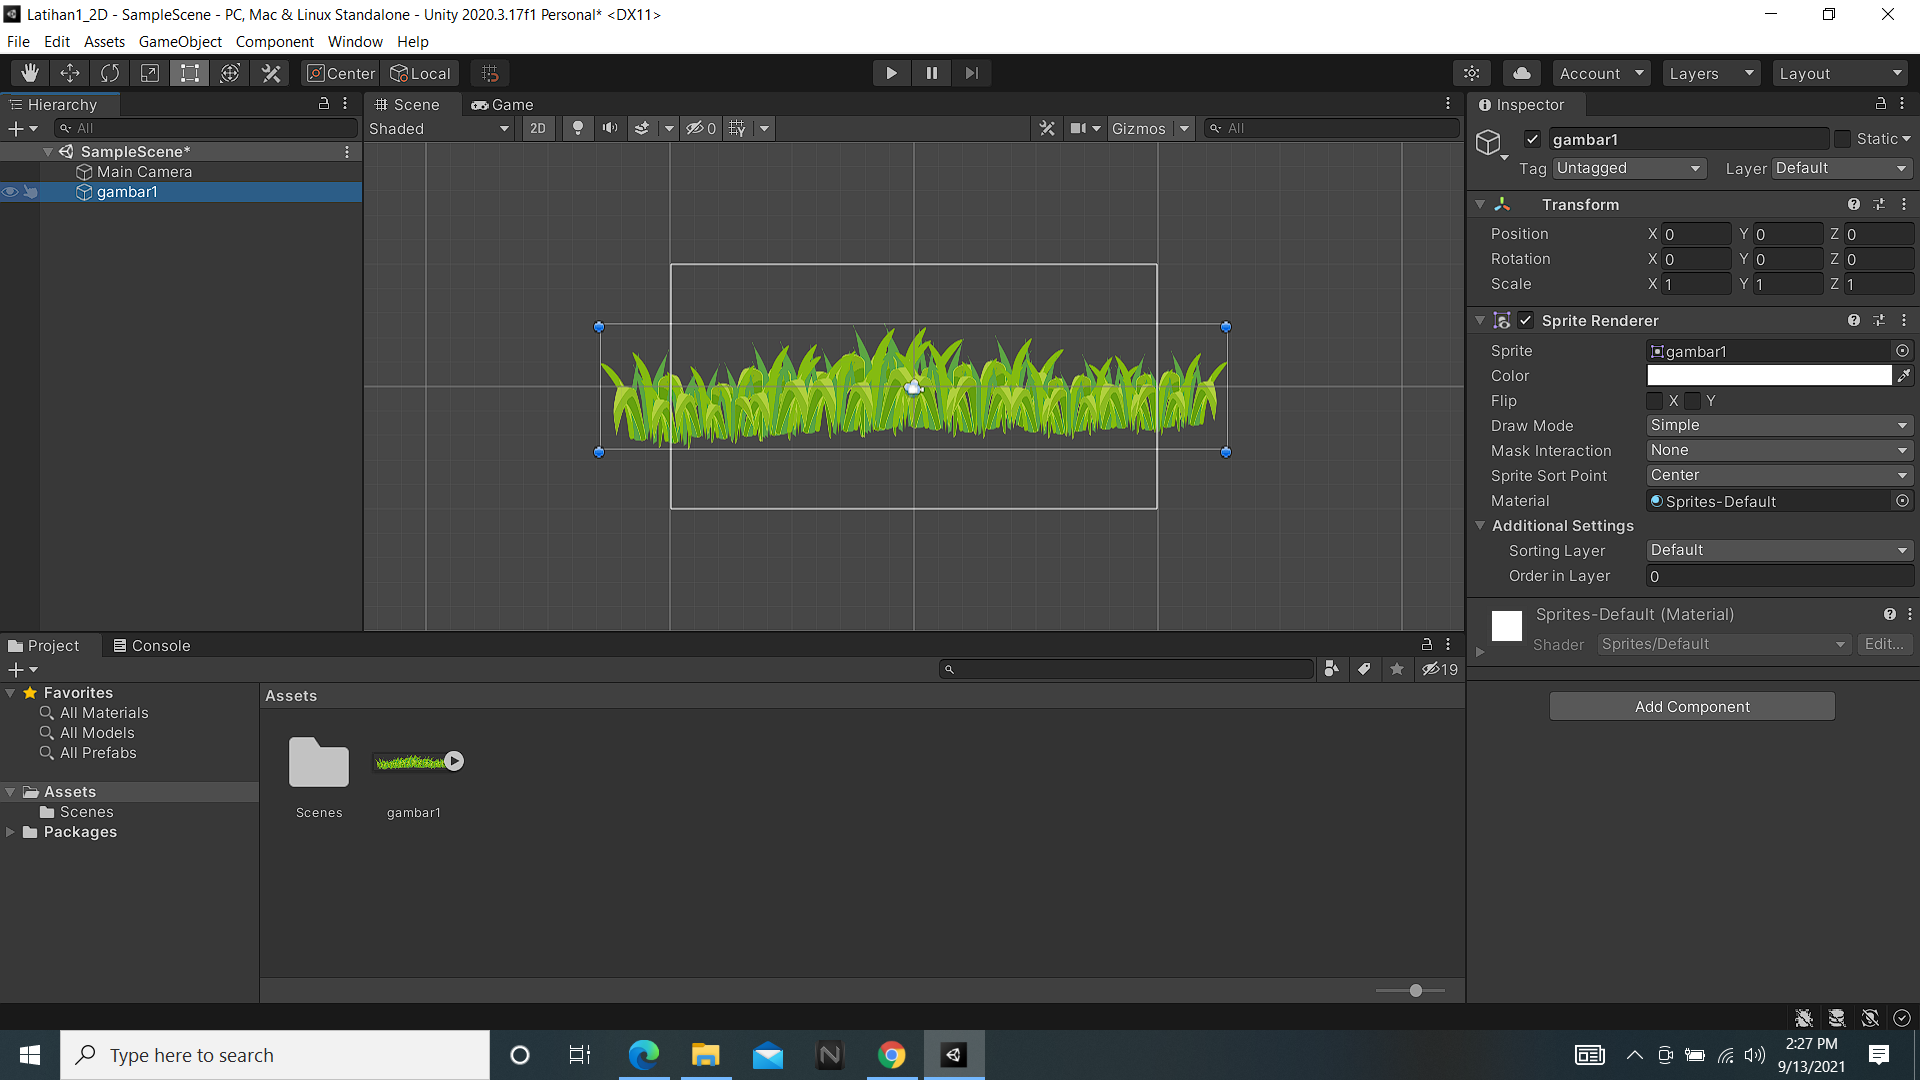 Latihan1_2D - SampleScene - PC, Mac & Linux Standalone - Unity 2020.3.17f1 Personal* <DX11>
File Edit Assets GameObject Component Window Help
Center Local Account Layers Layout
Hierarchy
All
SampleScene*
Main Camera
gambar1
Scene Game
Shaded 2D 0 Gizmos All
Inspector
gambar1 Static
Tag Untagged Layer Default
Transform
Position X 0 Y 0 Z 0
Rotation X 0 Y 0 Z 0
Scale X 1 Y 1 Z 1
Sprite Renderer
Sprite gambar1
Color
Flip X Y
Draw Mode Simple
Mask Interaction None
Sprite Sort Point Center
Material Sprites-Default
Additional Settings
Sorting Layer Default
Order in Layer 0
Sprites-Default (Material)
Shader Sprites/Default Edit...
Add Component
Project Console
19
Favorites
All Materials
All Models
All Prefabs
Assets
Scenes
Packages
Assets
Scenes gambar1
Type here to search
2:27 PM
9/13/2021